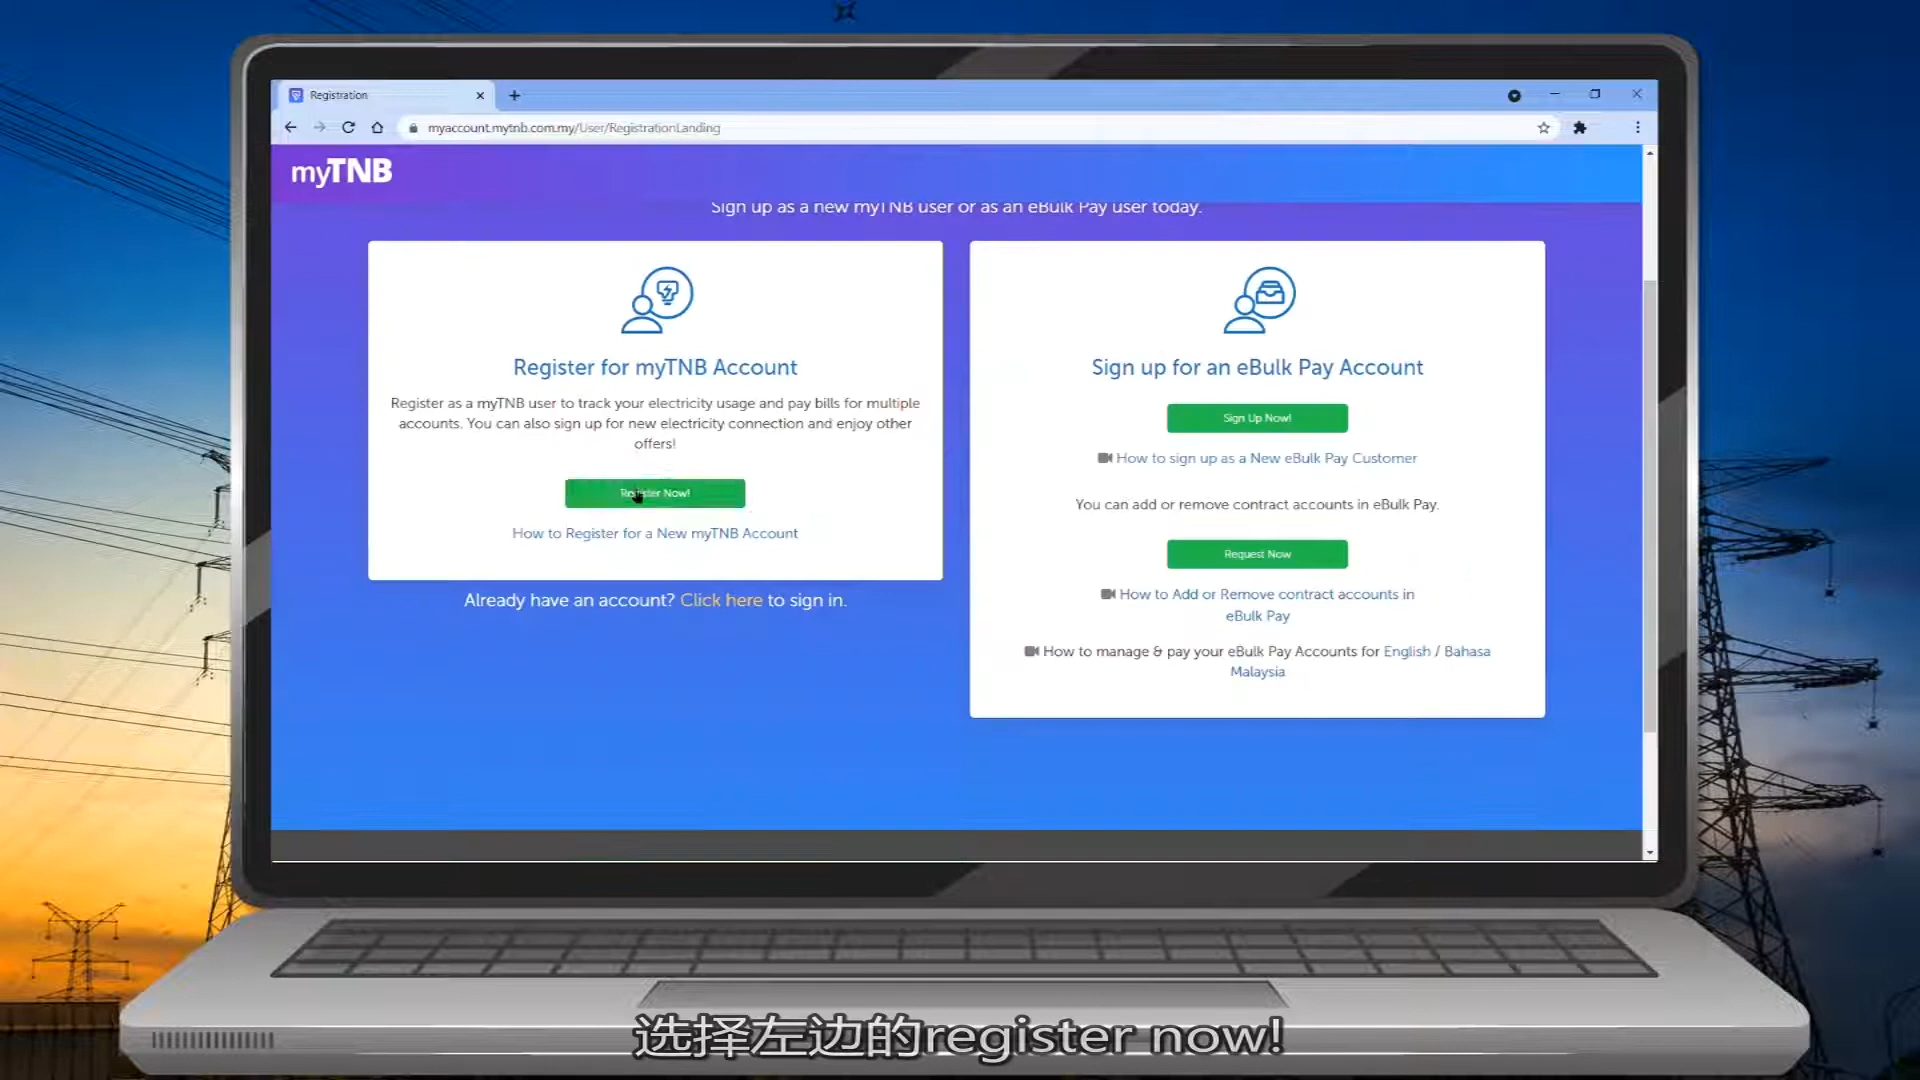 Registration
myaccount.mytnb.com.my/User/RegistrationLanding
myTNB
Sign up as a new myTNB user or as an eBulk Pay user today.
Register for myTNB Account
Register as a myTNB user to track your electricity usage and pay bills for multiple
accounts. You can also sign up for new electricity connection and enjoy other
offers!
Register Now!
How to Register for a New myTNB Account
Already have an account? Click here to sign in.
Sign up for an eBulk Pay Account
Sign Up Now!
How to sign up as a New eBulk Pay Customer
You can add or remove contract accounts in eBulk Pay.
Request Now
How to Add or Remove contract accounts in
eBulk Pay
How to manage & pay your eBulk Pay Accounts for English / Bahasa
Malaysia
选择左边的register now!